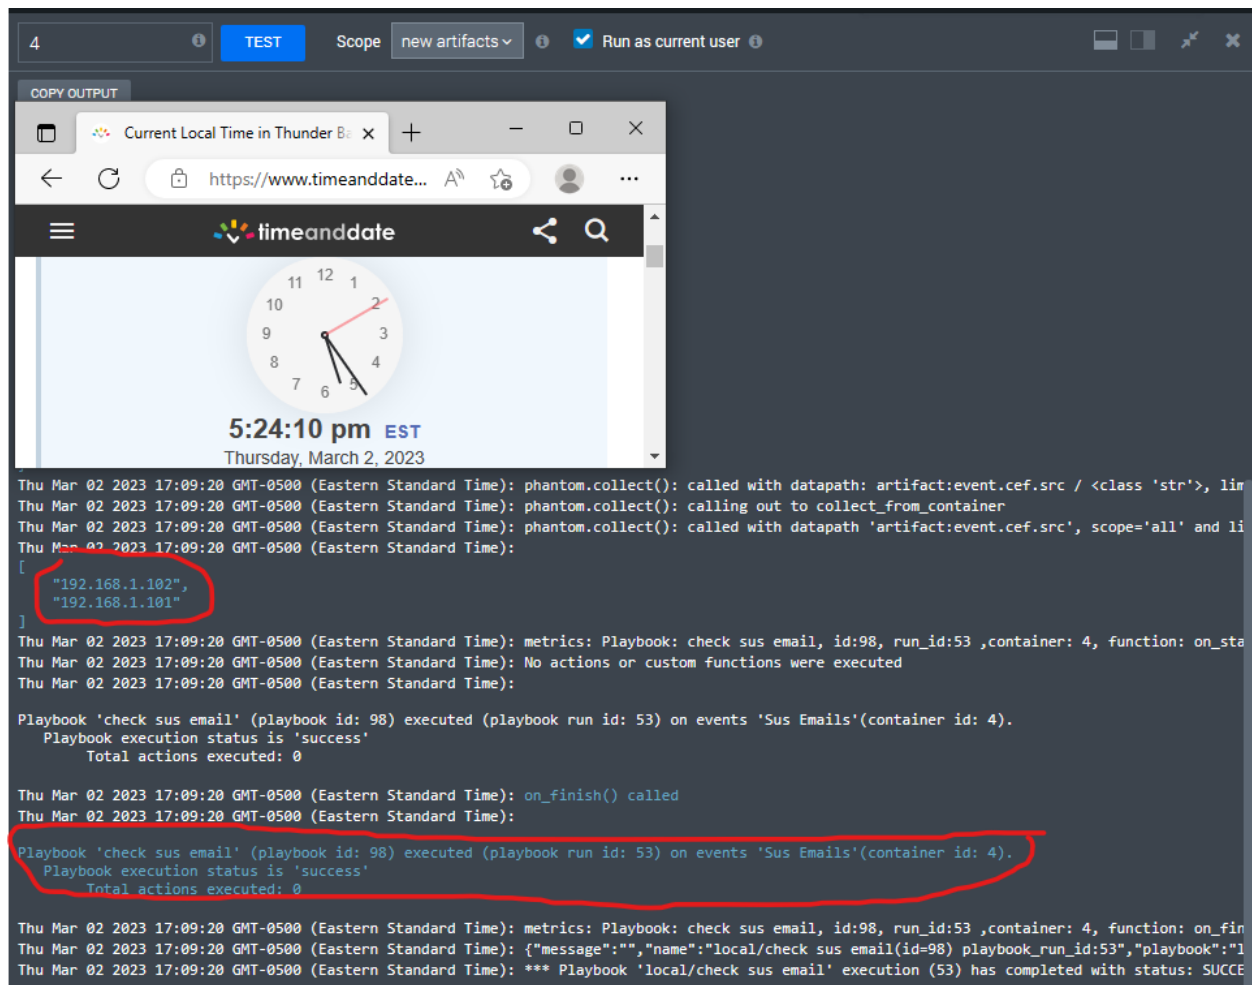 4
TEST
Scope
new artifacts
Run as current user
COPY OUTPUT
Current Local Time in Thunder Ba
https://www.timeanddate...
timeanddate
12
11
1
10
2
9
3
8
4
7
5
6
5:24:10 pm EST
Thursday, March 2, 2023
Thu Mar 02 2023 17:09:20 GMT-0500 (Eastern Standard Time): phantom.collect(): called with datapath: artifact:event.cef.src / <class 'str'>, lim
Thu Mar 02 2023 17:09:20 GMT-0500 (Eastern Standard Time): phantom.collect(): calling out to collect_from_container
Thu Mar 02 2023 17:09:20 GMT-0500 (Eastern Standard Time): phantom.collect(): called with datapath 'artifact:event.cef.src', scope='all' and li
Thu Mar 02 2023 17:09:20 GMT-0500 (Eastern Standard Time):
[
"192.168.1.102",
"192.168.1.101"
]
Thu Mar 02 2023 17:09:20 GMT-0500 (Eastern Standard Time): metrics: Playbook: check sus email, id:98, run_id:53 ,container: 4, function: on_sta
Thu Mar 02 2023 17:09:20 GMT-0500 (Eastern Standard Time): No actions or custom functions were executed
Thu Mar 02 2023 17:09:20 GMT-0500 (Eastern Standard Time):
Playbook 'check sus email' (playbook id: 98) executed (playbook run id: 53) on events 'Sus Emails'(container id: 4).
Playbook execution status is 'success'
Total actions executed: 0
Thu Mar 02 2023 17:09:20 GMT-0500 (Eastern Standard Time): on_finish() called
Thu Mar 02 2023 17:09:20 GMT-0500 (Eastern Standard Time):
Playbook 'check sus email' (playbook id: 98) executed (playbook run id: 53) on events 'Sus Emails'(container id: 4).
Playbook execution status is 'success'
Total actions executed: 0
Thu Mar 02 2023 17:09:20 GMT-0500 (Eastern Standard Time): metrics: Playbook: check sus email, id:98, run_id:53 ,container: 4, function: on_fin
Thu Mar 02 2023 17:09:20 GMT-0500 (Eastern Standard Time): {"message":"","name":"local/check sus email(id=98) playbook_run_id:53","playbook":"l
Thu Mar 02 2023 17:09:20 GMT-0500 (Eastern Standard Time): *** Playbook 'local/check sus email' execution (53) has completed with status: SUCCE